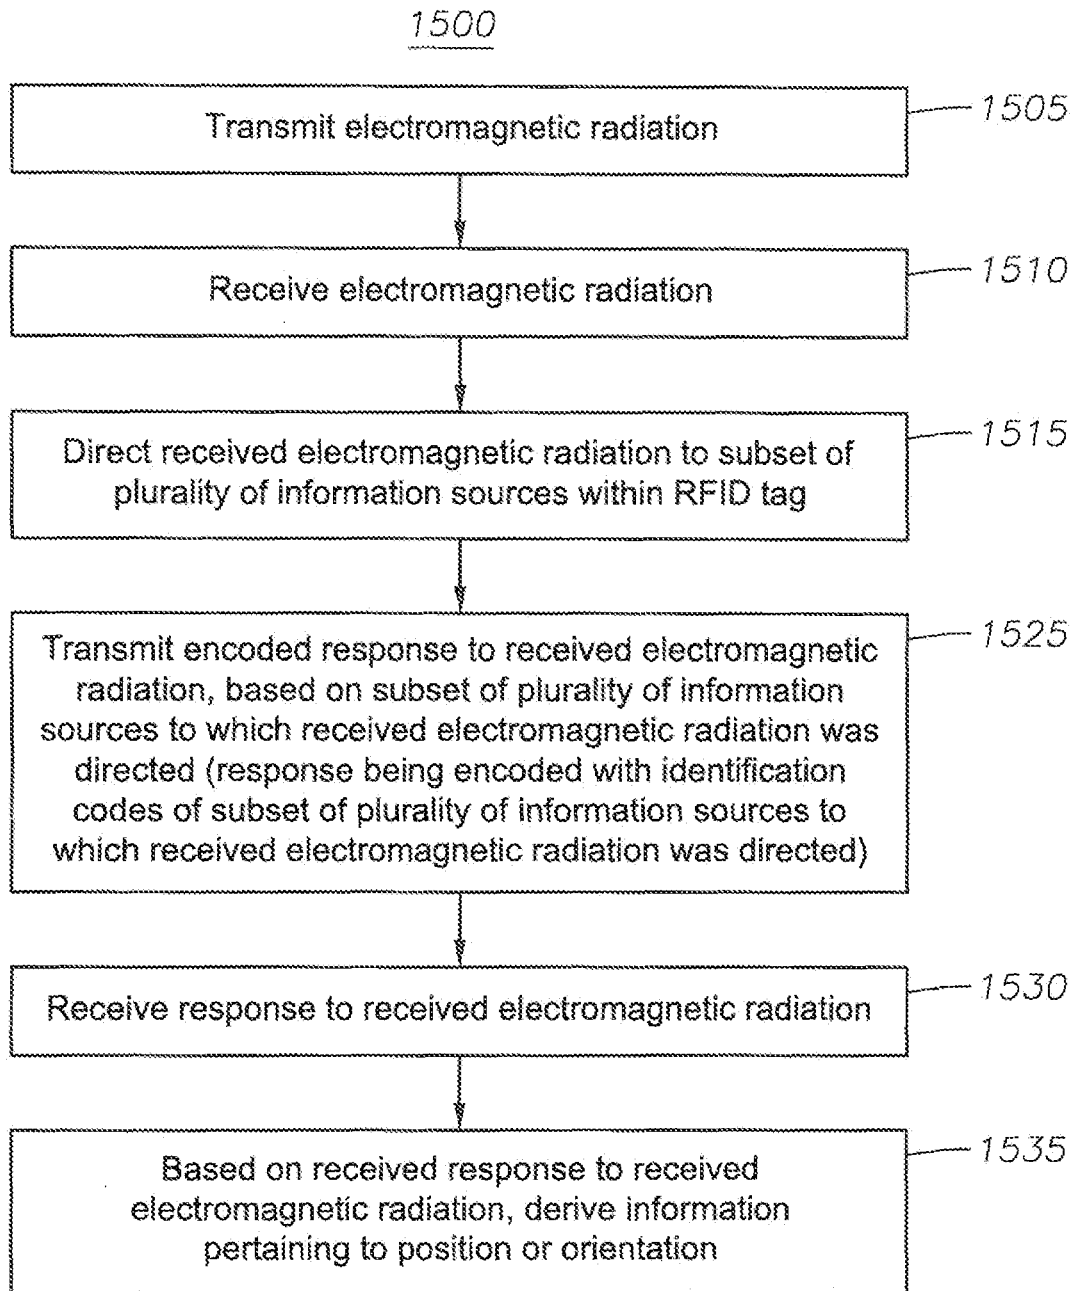 1500
Transmit electromagnetic radiation
1505
Receive electromagnetic radiation
1510
Direct received electromagnetic radiation to subset of
plurality of information sources within RFID tag
1515
Transmit encoded response to received electromagnetic
radiation, based on subset of plurality of information
sources to which received electromagnetic radiation was
directed (response being encoded with identification
codes of subset of plurality of information sources to
which received electromagnetic radiation was directed)
1525
Receive response to received electromagnetic radiation
1530
Based on received response to received
electromagnetic radiation, derive information
pertaining to position or orientation
1535